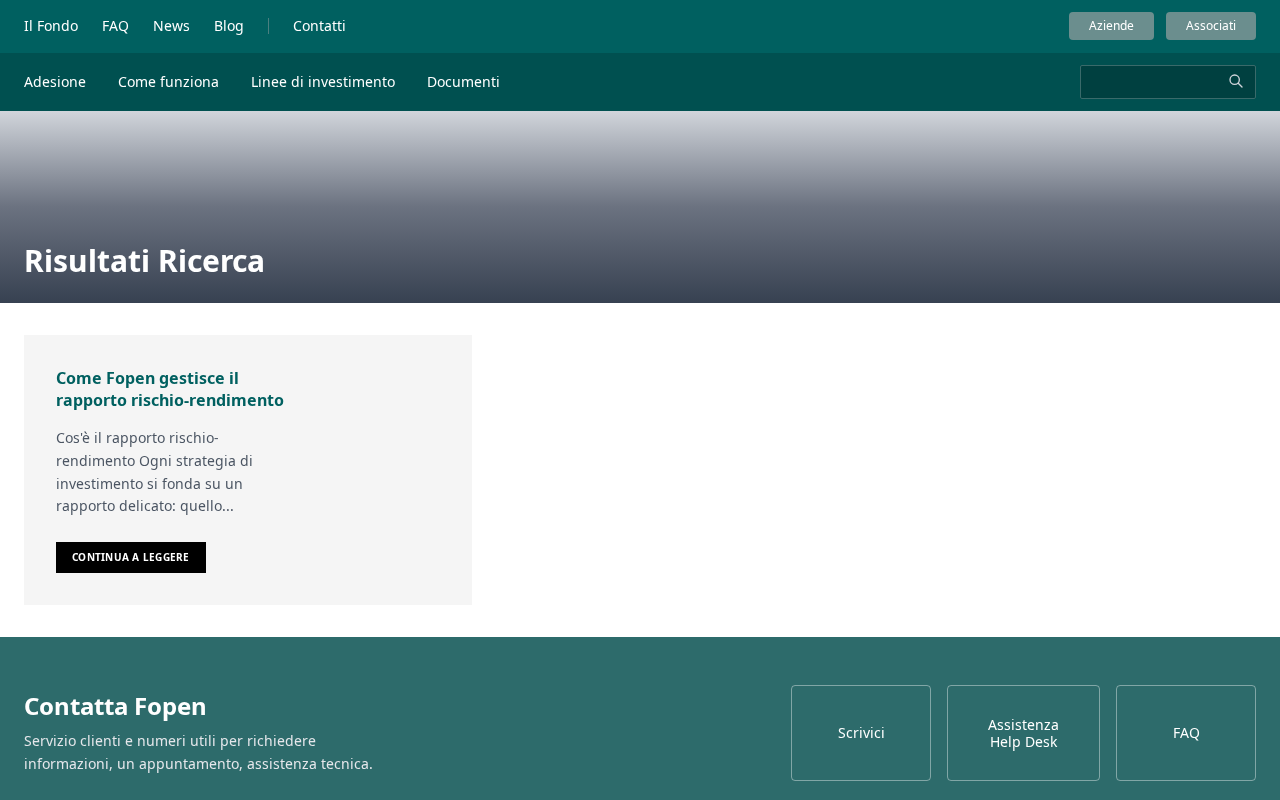 Il Fondo FAQ News Blog Contatti Aziende Associati
Adesione Come funziona Linee di investimento Documenti
Risultati Ricerca
Come Fopen gestisce il
rapporto rischio-rendimento
Cos'è il rapporto rischio-
rendimento Ogni strategia di
investimento si fonda su un
rapporto delicato: quello...
CONTINUA A LEGGERE
Contatta Fopen
Servizio clienti e numeri utili per richiedere
informazioni, un appuntamento, assistenza tecnica.
Scrivici
Assistenza
Help Desk
FAQ